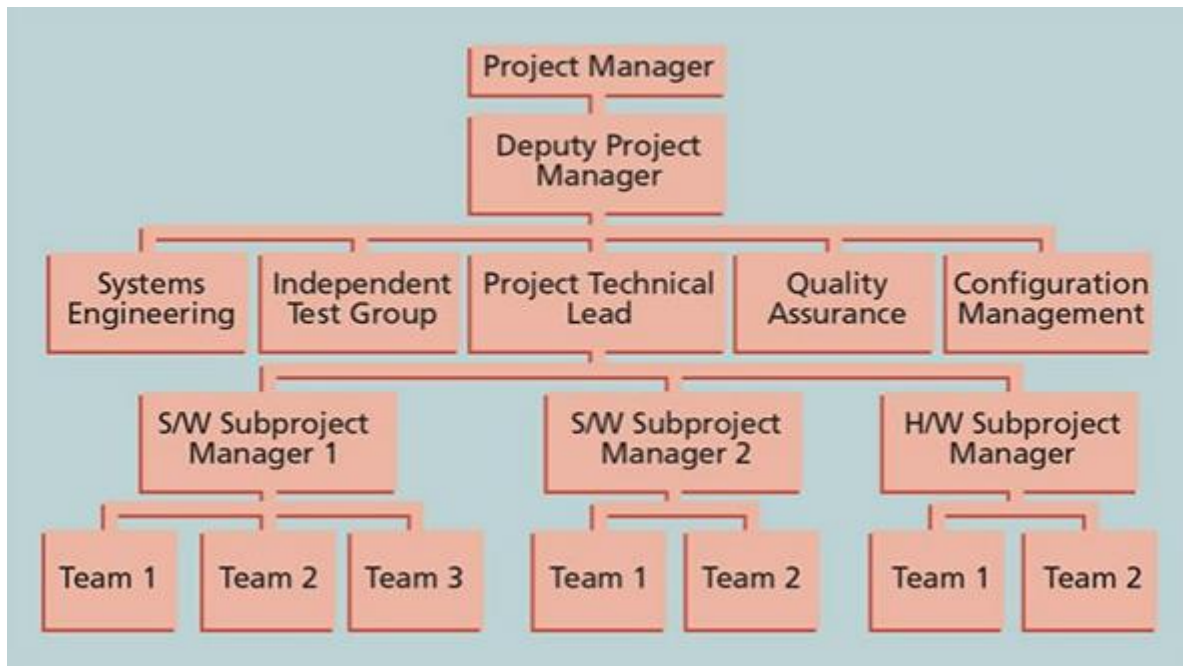 Project Manager
Deputy Project
Manager
Systems
Engineering
Independent
Test Group
Project Technical
Lead
Quality
Assurance
Configuration
Management
S/W Subproject
Manager 1
S/W Subproject
Manager 2
H/W Subproject
Manager
Team 1
Team 2
Team 3
Team 1
Team 2
Team 1
Team 2